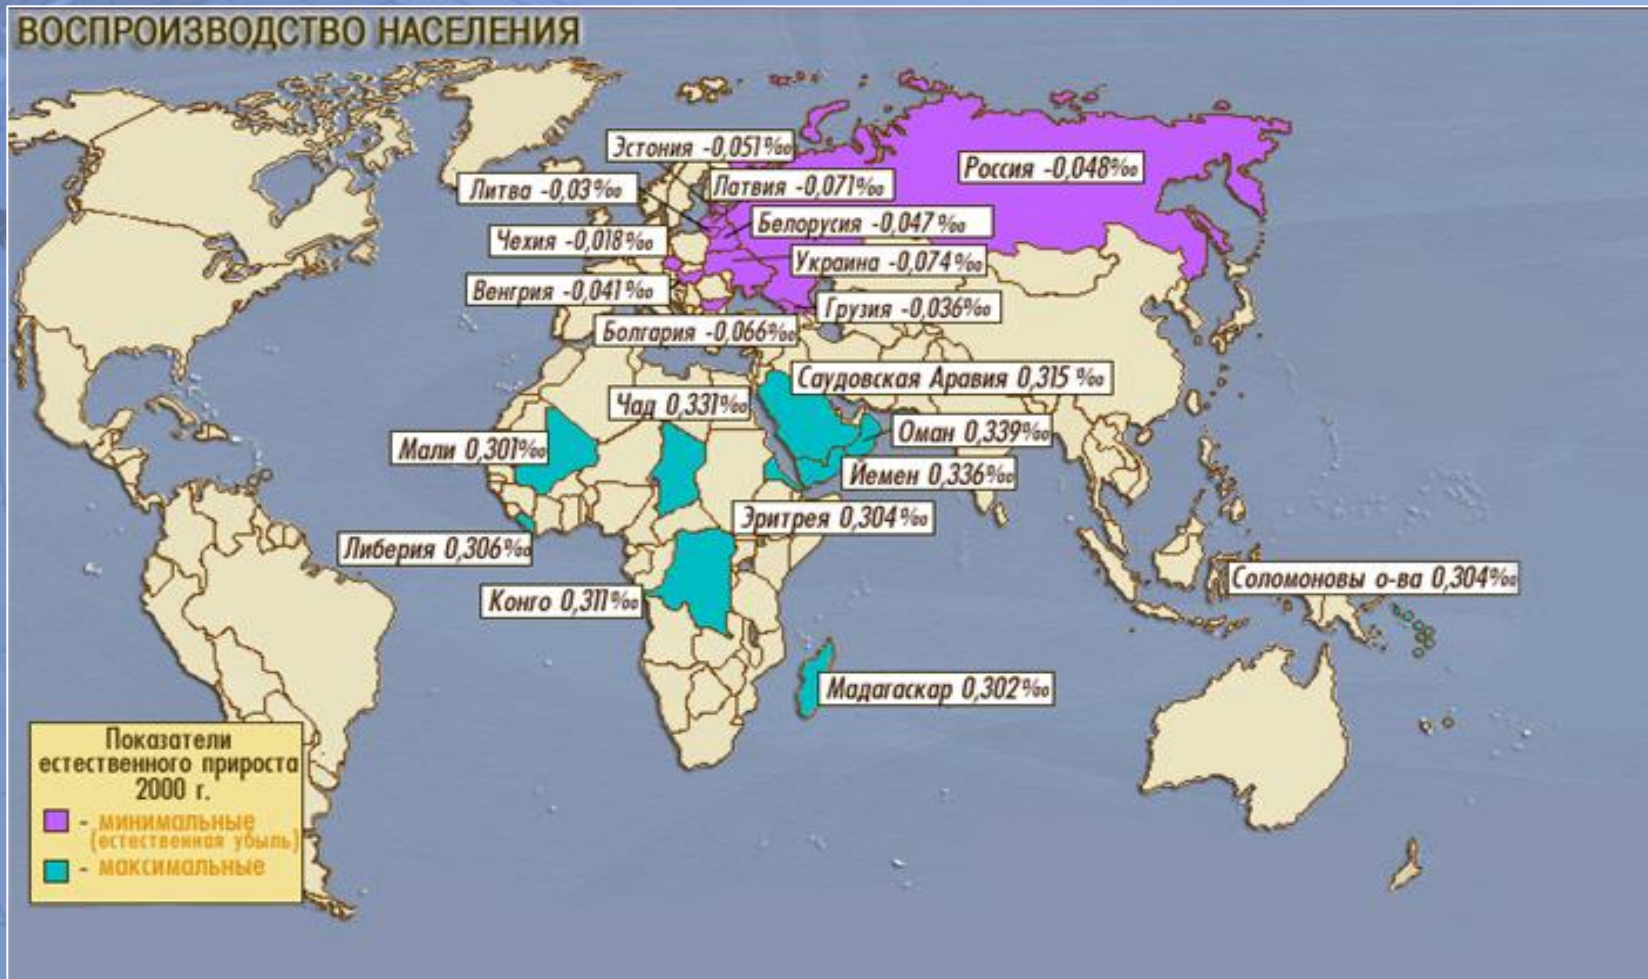 ВОСПРОИЗВОДСТВО НАСЕЛЕНИЯ
Эстония -0,051‰
Россия -0,048‰
Литва -0,03‰
Латвия -0,071‰
Белорусия -0,047‰
Чехия -0,018‰
Украина -0,074‰
Венгрия -0,041‰
Грузия -0,036‰
Болгария -0,066‰
Саудовская Аравия 0,315 ‰
Чад 0,331‰
Оман 0,339‰
Мали 0,301‰
Йемен 0,336‰
Эритрея 0,304‰
Либерия 0,306‰
Соломоновы о-ва 0,304‰
Конго 0,311‰
Мадагаскар 0,302‰
Показатели
естественного прироста
2000 г.
- минимальные
(естественная убыль)
- максимальные